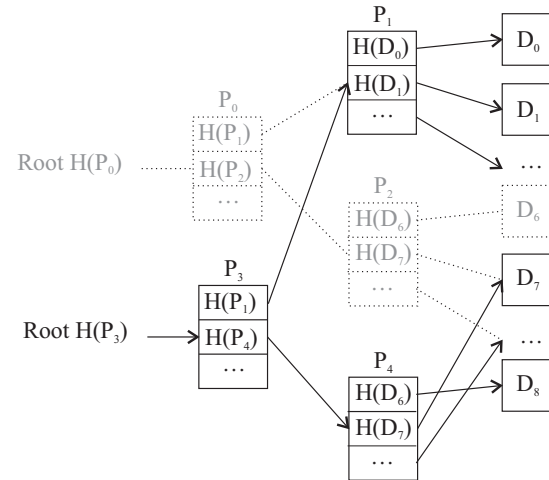 P₁
H(D₀)
H(D₁)
...
D₀
D₁
...
P₀
H(P₁)
H(P₂)
...
Root H(P₀)
P₂
H(D₆)
H(D₇)
...
D₆
D₇
...
D₈
P₃
H(P₁)
H(P₄)
...
Root H(P₃)
P₄
H(D₆)
H(D₇)
...